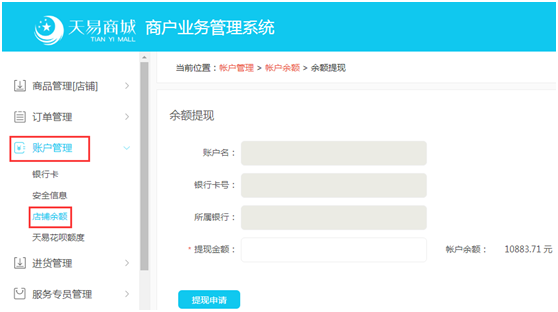 天易商城 商户业务管理系统
TIAN YI MALL
当前位置：帐户管理 > 帐户余额 > 余额提现
商品管理[店铺]
订单管理
账户管理
银行卡
安全信息
店铺余额
天易花呗额度
进货管理
服务专员管理
余额提现
账户名：
银行卡号：
所属银行：
* 提现金额：
帐户余额： 10883.71 元
提现申请